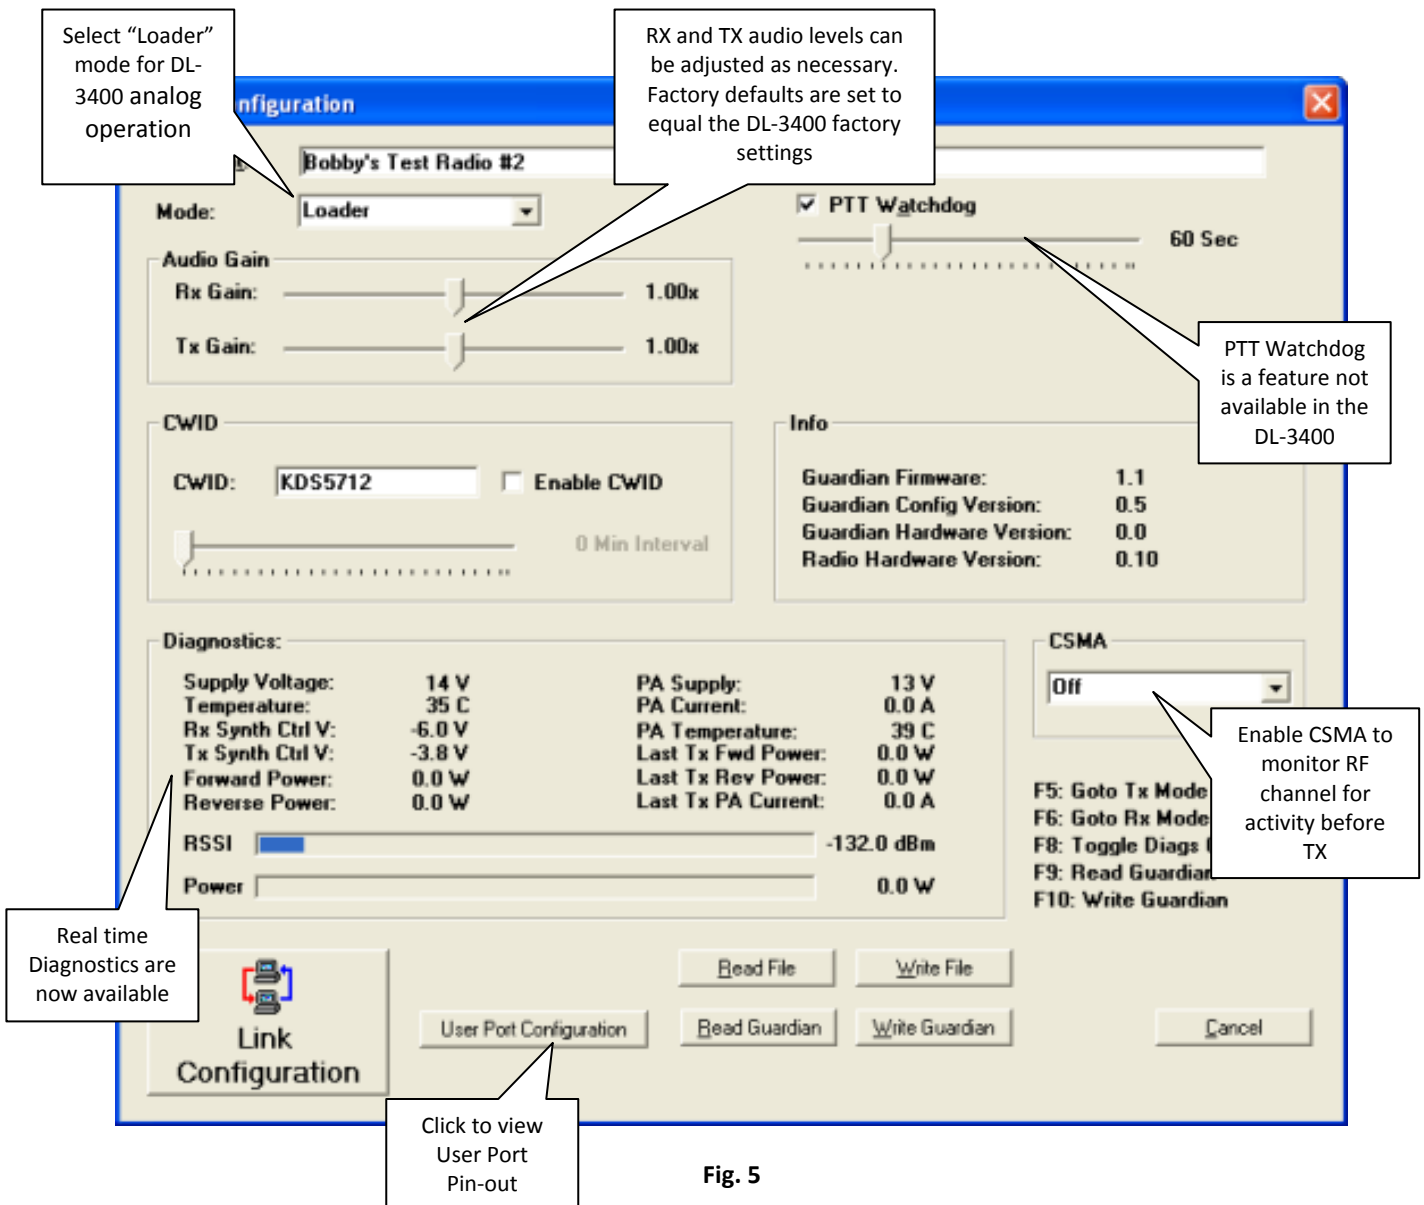 Select “Loader”
mode for DL-
3400 analog
operation
RX and TX audio levels can
be adjusted as necessary.
Factory defaults are set to
equal the DL-3400 factory
settings
nfiguration
Bobby's Test Radio #2
Mode: Loader
PTT Watchdog
60 Sec
Audio Gain
Rx Gain: 1.00x
Tx Gain: 1.00x
PTT Watchdog
is a feature not
available in the
DL-3400
CWID
CWID: KDS5712 Enable CWID
0 Min Interval
Info
Guardian Firmware: 1.1
Guardian Config Version: 0.5
Guardian Hardware Version: 0.0
Radio Hardware Version: 0.10
Diagnostics:
Supply Voltage: 14 V
Temperature: 35 C
Rx Synth Ctrl V: -6.0 V
Tx Synth Ctrl V: -3.8 V
Forward Power: 0.0 W
Reverse Power: 0.0 W
PA Supply: 13 V
PA Current: 0.0 A
PA Temperature: 39 C
Last Tx Fwd Power: 0.0 W
Last Tx Rev Power: 0.0 W
Last Tx PA Current: 0.0 A
RSSI -132.0 dBm
Power 0.0 W
CSMA
Off
Enable CSMA to
monitor RF
channel for
activity before
TX
F5: Goto Tx Mode
F6: Goto Rx Mode
F8: Toggle Diags
F9: Read Guardian
F10: Write Guardian
Real time
Diagnostics are
now available
Link
Configuration
User Port Configuration
Read File
Write File
Read Guardian
Write Guardian
Cancel
Click to view
User Port
Pin-out
Fig. 5